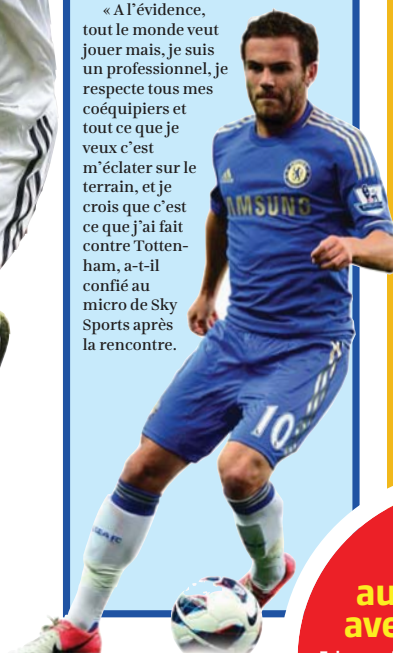 « A l'évidence,
tout le monde veut
jouer mais, je suis
un professionnel, je
respecte tous mes
coéquipiers et
tout ce que je
veux c'est
m'éclater sur le
terrain, et je
crois que c'est
ce que j'ai fait
contre Totten-
ham, a-t-il
confié au
micro de Sky
Sports après
la rencontre.
adidas
SAMSUNG
10
au
ave